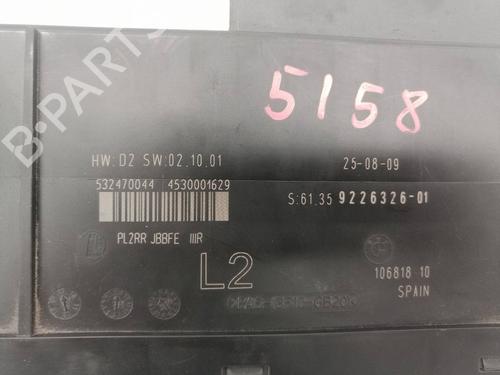 5158
HW:D2 SW:02.10.01
25-08-09
532470044 4530001629
S:61.35 9226326-01
PL2RR JBBFE IIIR
L2
106818 10
SPAIN
B-PARTS